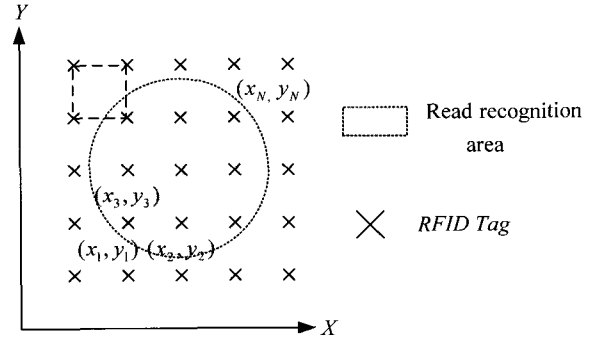 Y
(x_N, y_N)
Read recognition
area
(x_3, y_3)
RFID Tag
(x_1, y_1) (x_2, y_2)
X